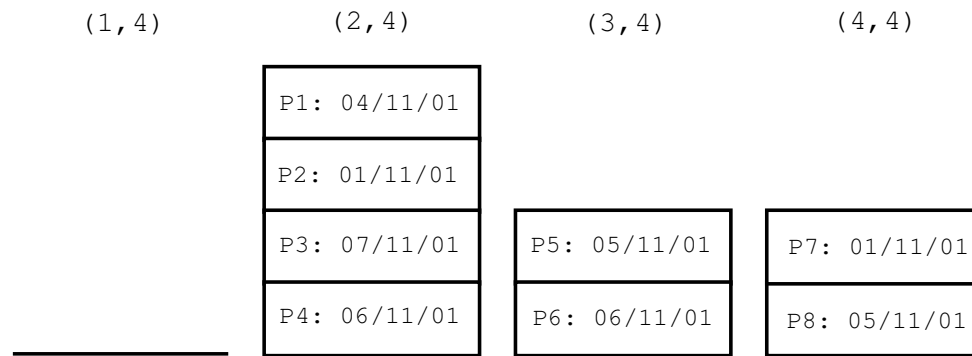 (1,4) (2,4) (3,4) (4,4)
P1: 04/11/01
P2: 01/11/01
P3: 07/11/01 P5: 05/11/01 P7: 01/11/01
P4: 06/11/01 P6: 06/11/01 P8: 05/11/01